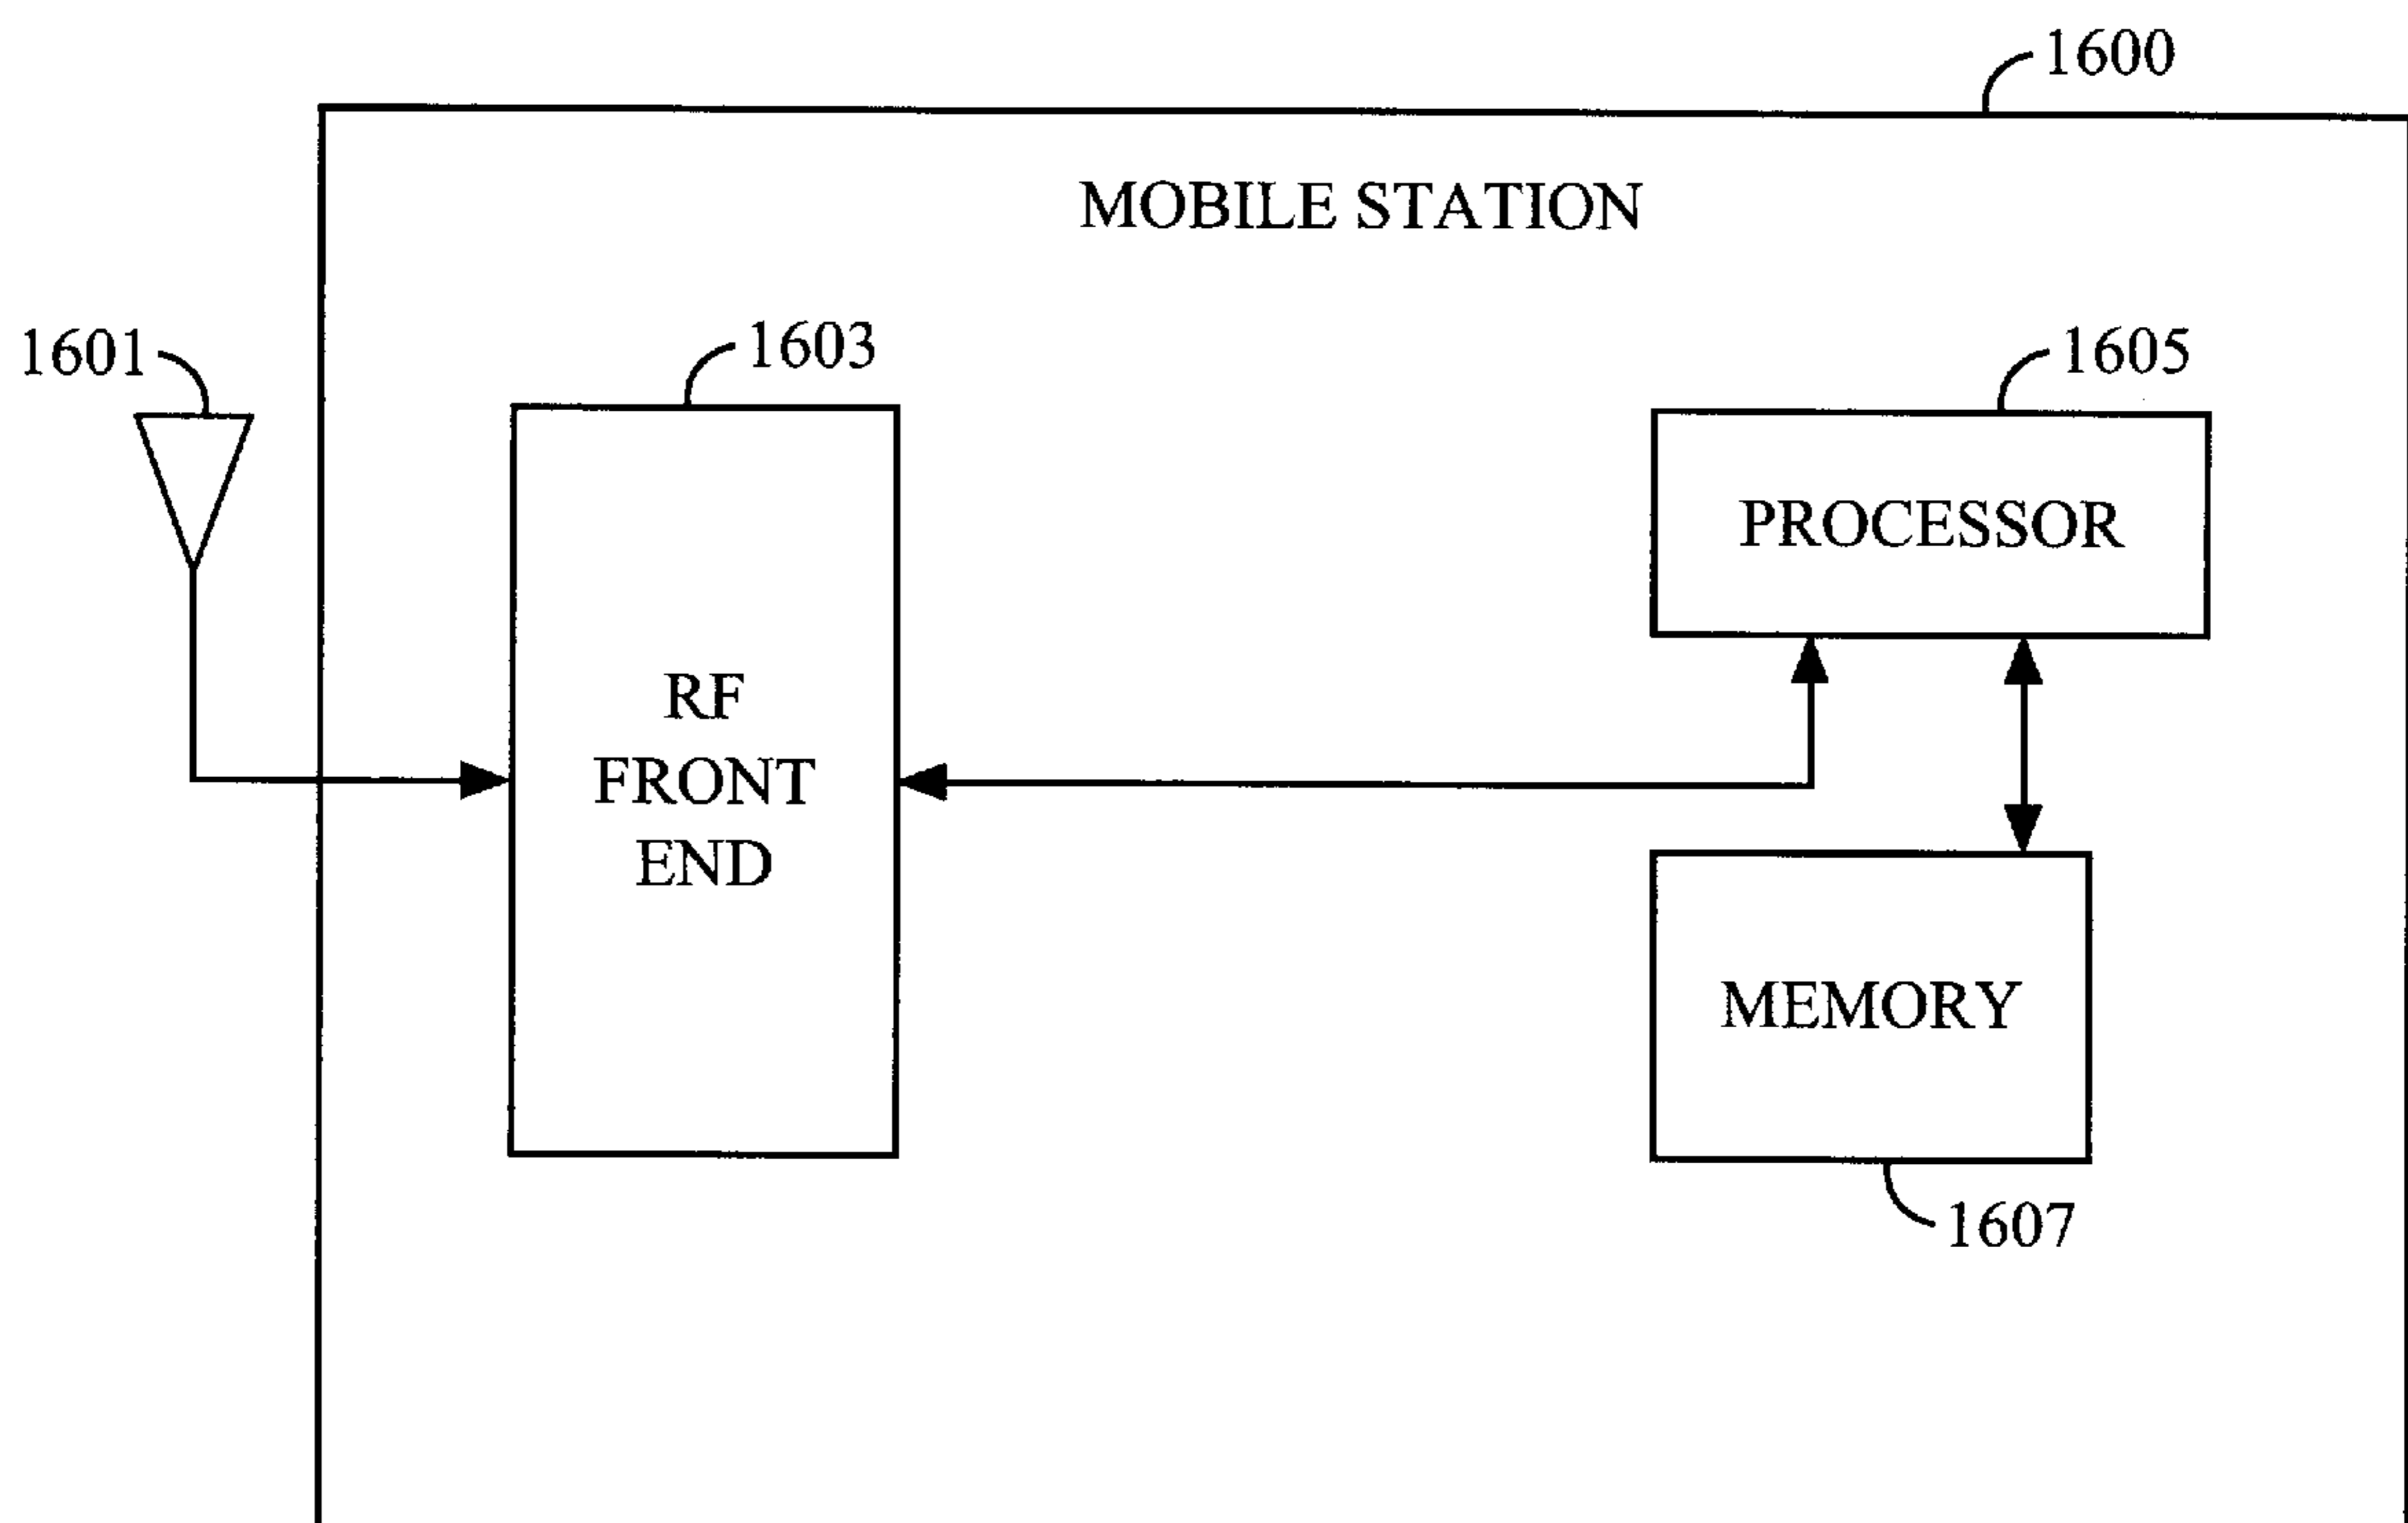 1600
MOBILE STATION
1601
1603
1605
PROCESSOR
RF
FRONT
END
MEMORY
1607